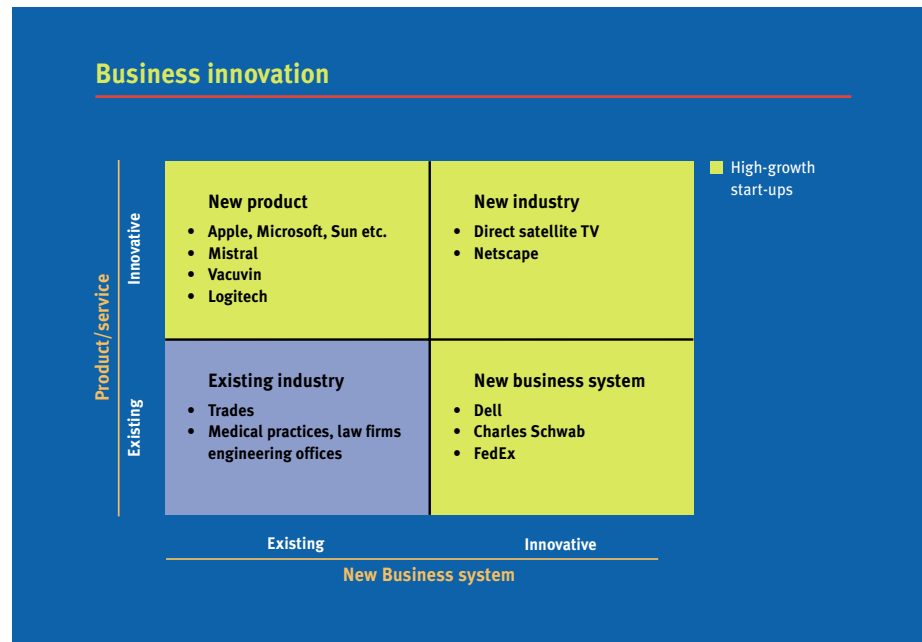 Business innovation
High-growth
start-ups
Product/service
Innovative
Existing
New product
• Apple, Microsoft, Sun etc.
• Mistral
• Vacuvin
• Logitech
New industry
• Direct satellite TV
• Netscape
Existing industry
• Trades
• Medical practices, law firms
engineering offices
New business system
• Dell
• Charles Schwab
• FedEx
Existing
Innovative
New Business system